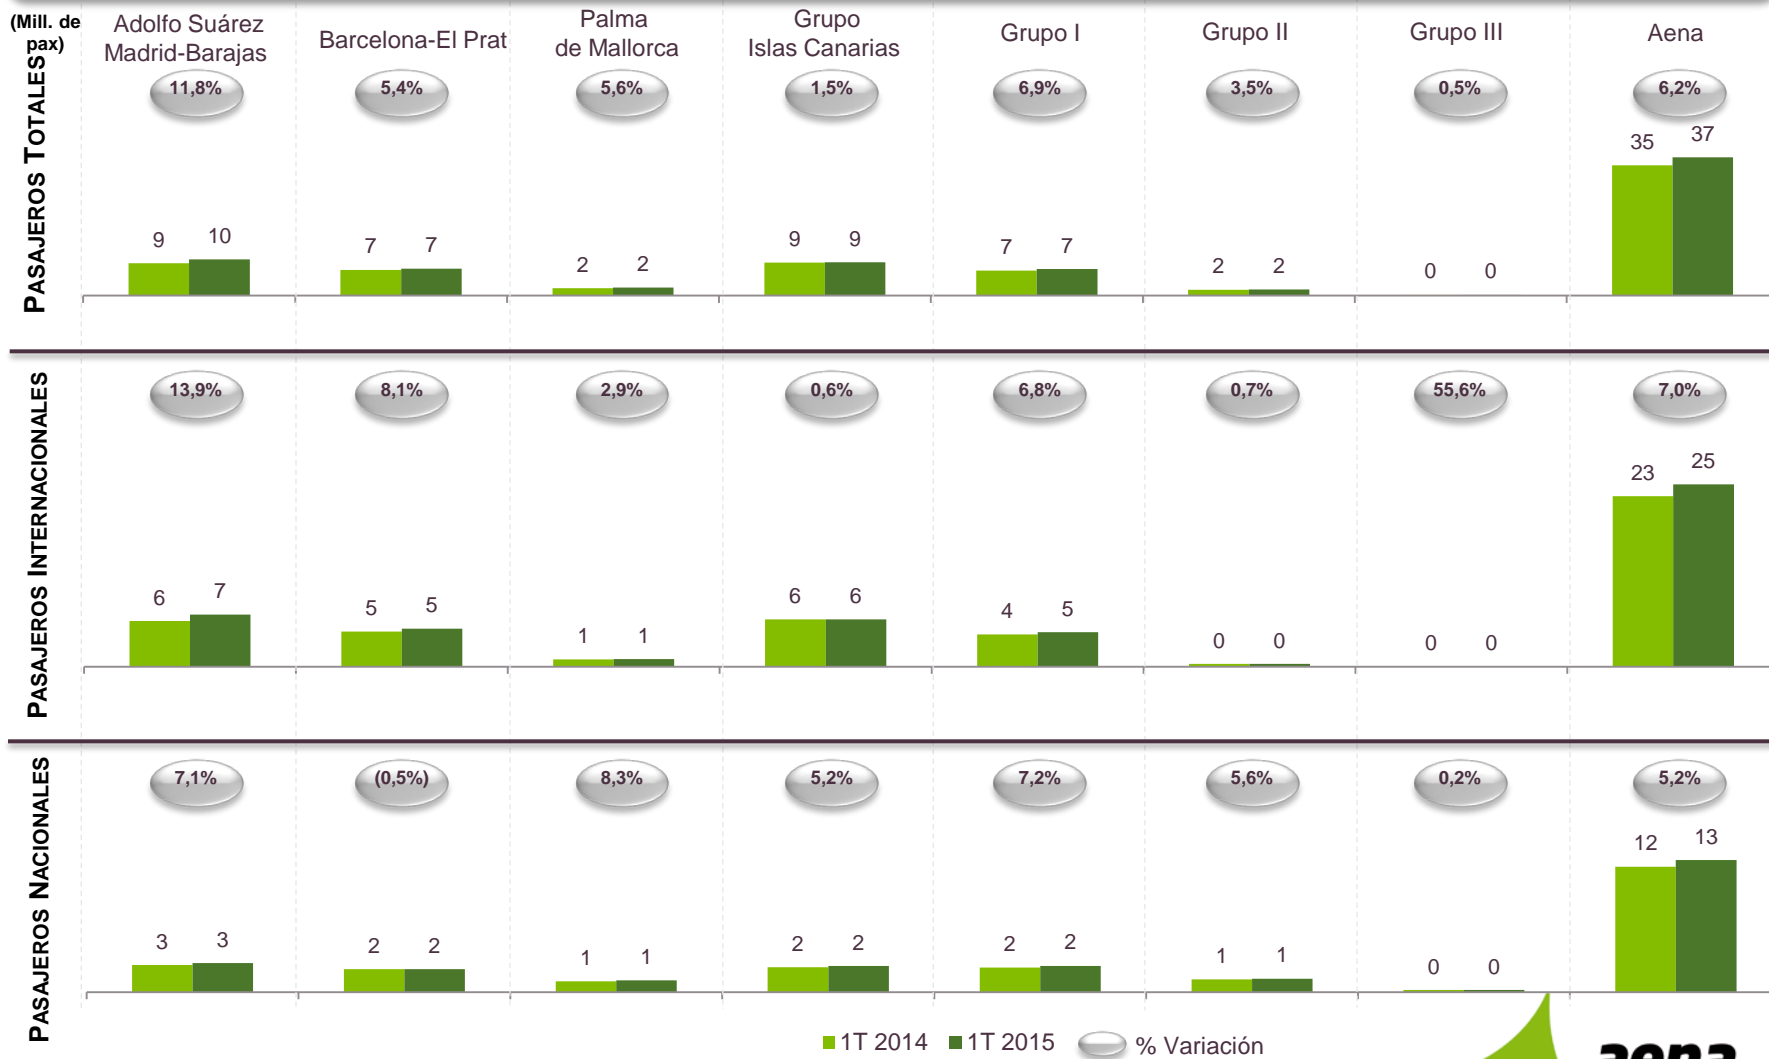 (Mill. de
pax)
Adolfo Suárez
Madrid-Barajas
Barcelona-El Prat
Palma
de Mallorca
Grupo
Islas Canarias
Grupo I
Grupo II
Grupo III
Aena
PASAJEROS TOTALES
11,8% 5,4% 5,6% 1,5% 6,9% 3,5% 0,5% 6,2%
9 10 7 7 2 2 9 9 7 7 2 2 0 0 35 37
PASAJEROS INTERNACIONALES
13,9% 8,1% 2,9% 0,6% 6,8% 0,7% 55,6% 7,0%
6 7 5 5 1 1 6 6 4 5 0 0 0 0 23 25
PASAJEROS NACIONALES
7,1% (0,5%) 8,3% 5,2% 7,2% 5,6% 0,2% 5,2%
3 3 2 2 1 1 2 2 2 2 1 1 0 0 12 13
1T 2014 1T 2015 % Variación
aena